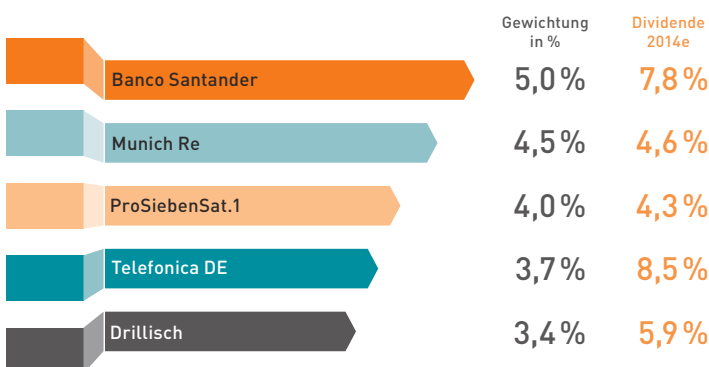 Gewichtung Dividende
in % 2014e
Banco Santander 5,0 % 7,8 %
Munich Re 4,5 % 4,6 %
ProSiebenSat.1 4,0 % 4,3 %
Telefonica DE 3,7 % 8,5 %
Drillisch 3,4 % 5,9 %